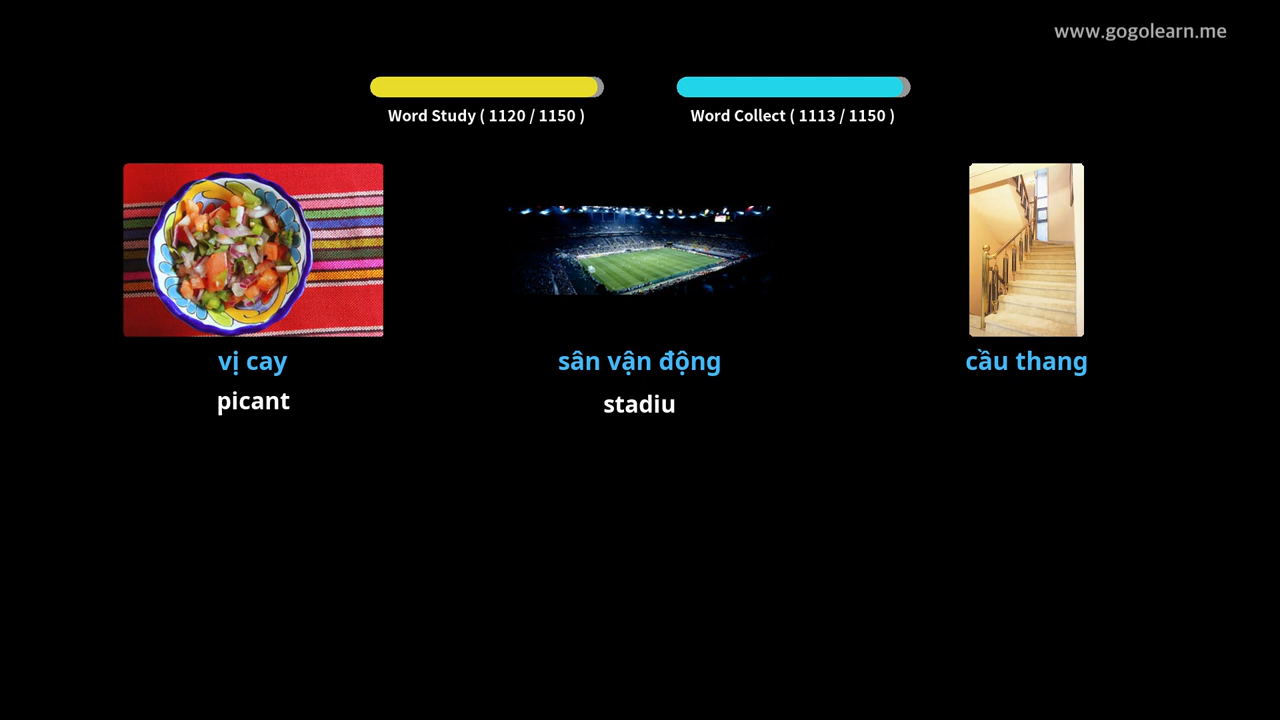 www.gogolearn.me
Word Study ( 1120 / 1150 )
Word Collect ( 1113 / 1150 )
vị cay
sân vận động
cầu thang
picant
stadiu